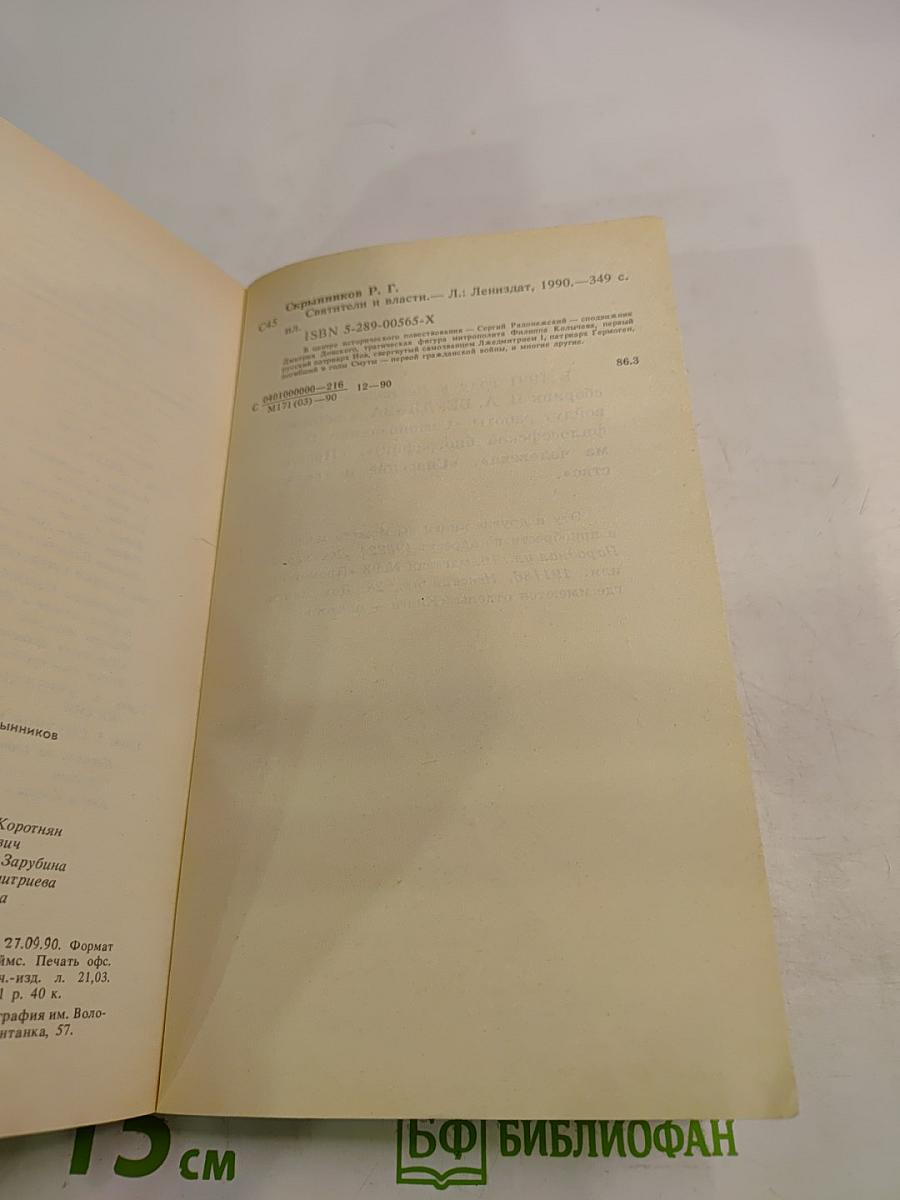 ынников
Коротнян
вич
Зарубина
итриева
а
27.09.90. Формат
ймс. Печать офс.
ч.-изд. л. 21,03.
1 р. 40 к.
графия им. Воло-
нтанка, 57.
Скрынников Р. Г.
С45 Святители и власти.— Л.: Лениздат, 1990.—349 с.
ил.
ISBN 5-289-00565-X
В центре исторического повествования — Сергий Радонежский — сподвижник
Дмитрия Донского, трагическая фигура митрополита Филиппа Колычева, первый
русский патриарх Иов, свергнутый самозванцем Лжедмитрием I, патриарх Гермоген,
погибший в годы Смуты — первой гражданской войны, и многие другие.
С 0401000000—216 12—90
М171(03)—90
86.3
15 см
БФ БИБЛИОФАН